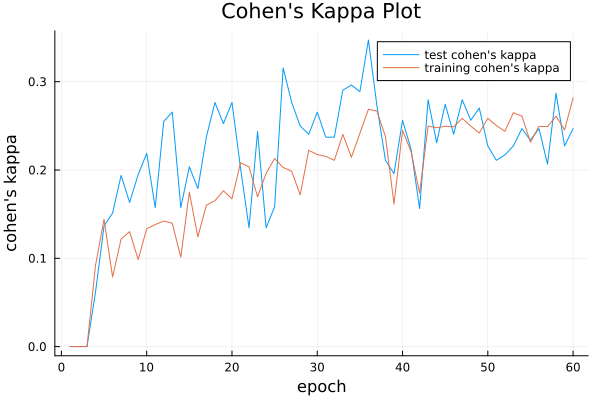 Cohen's Kappa Plot
test cohen's kappa
training cohen's kappa
cohen's kappa
0.3
0.2
0.1
0.0
0 10 20 30 40 50 60
epoch